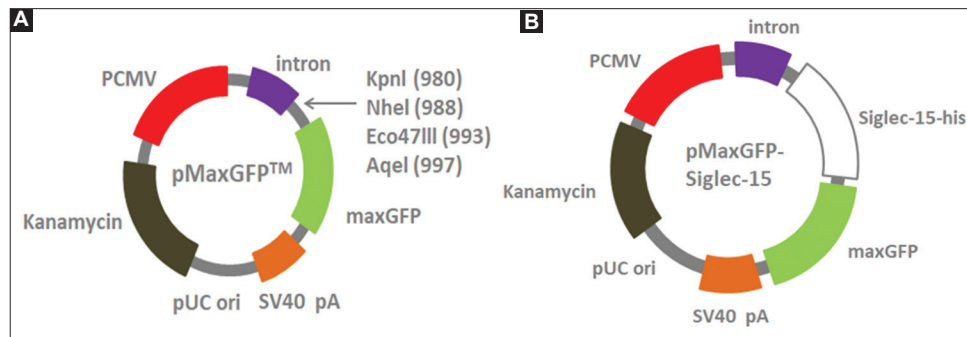 A
PCMV
intron
KpnI (980)
NheI (988)
Eco47III (993)
AqeI (997)
pMaxGFP™
Kanamycin
maxGFP
pUC ori
SV40 pA
B
intron
PCMV
Siglec-15-his
pMaxGFP-
Siglec-15
Kanamycin
maxGFP
pUC ori
SV40 pA